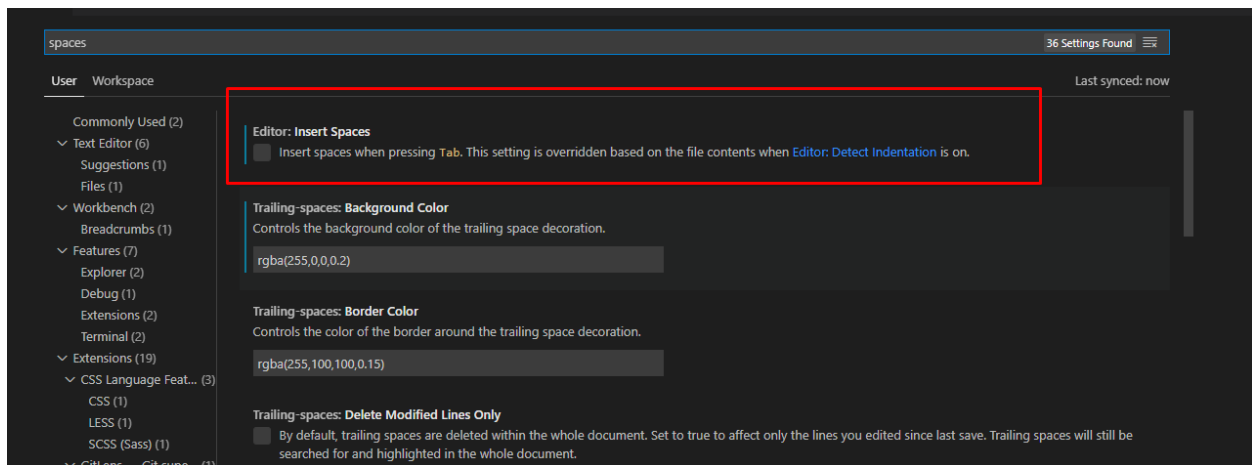 spaces
36 Settings Found
User Workspace
Last synced: now
Commonly Used (2)
Text Editor (6)
Suggestions (1)
Files (1)
Workbench (2)
Breadcrumbs (1)
Features (7)
Explorer (2)
Debug (1)
Extensions (2)
Terminal (2)
Extensions (19)
CSS Language Feat... (3)
CSS (1)
LESS (1)
SCSS (Sass) (1)
Editor: Insert Spaces
Insert spaces when pressing Tab. This setting is overridden based on the file contents when Editor: Detect Indentation is on.
Trailing-spaces: Background Color
Controls the background color of the trailing space decoration.
rgba(255,0,0,0.2)
Trailing-spaces: Border Color
Controls the color of the border around the trailing space decoration.
rgba(255,100,100,0.15)
Trailing-spaces: Delete Modified Lines Only
By default, trailing spaces are deleted within the whole document. Set to true to affect only the lines you edited since last save. Trailing spaces will still be
searched for and highlighted in the whole document.